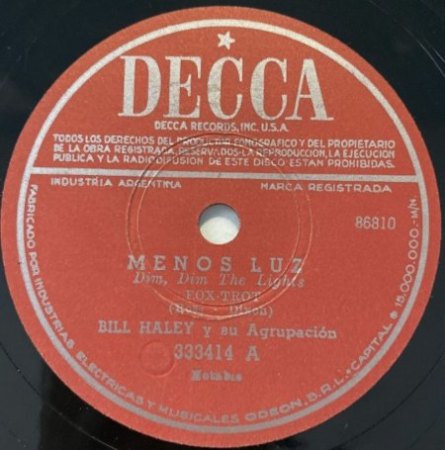 DECCA
DECCA RECORDS, INC. U.S.A.
TODOS LOS DERECHOS DEL PRODUCTOR FONOGRAFICO Y DEL PROPIETARIO
DE LA OBRA REGISTRADA, RESERVADOS-LA REPRODUCCION, LA EJECUCION
PUBLICA Y LA RADIODIFUSION DE ESTE DISCO ESTAN PROHIBIDAS.
INDUSTRIA ARGENTINA MARCA REGISTRADA
86810
MENOS LUZ
Dim, Dim The Lights
FOX-TROT
(Ross - Dixon)
BILL HALEY y su Agrupación
333414 A
FABRICADO POR INDUSTRIAS ELECTRICAS Y MUSICALES ODEON, S.R.L. - CAPITAL $ 15.000.000.- M/N